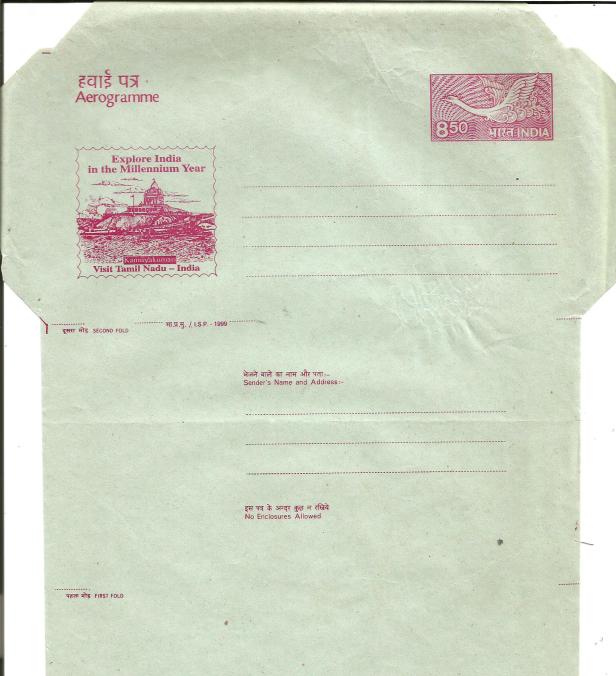 हवाई पत्र
Aerogramme
8.50 भारत INDIA
Explore India
in the Millennium Year
Kanniyakumari
Visit Tamil Nadu – India
दूसरा मोड़ SECOND FOLD
भा.प्र.मु. / I.S.P. - 1999
भेजने वाले का नाम और पता:-
Sender's Name and Address:-
इस पत्र के अन्दर कुछ न रखिये
No Enclosures Allowed
पहला मोड़ FIRST FOLD